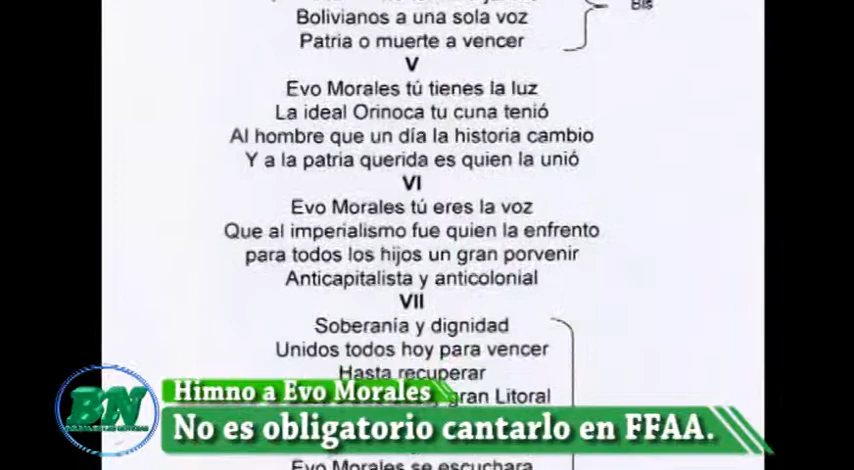 Bis
Bolivianos a una sola voz
Patria o muerte a vencer
V
Evo Morales tú tienes la luz
La ideal Orinoca tu cuna tenió
Al hombre que un día la historia cambio
Y a la patria querida es quien la unió
VI
Evo Morales tú eres la voz
Que al imperialismo fue quien la enfrento
para todos los hijos un gran porvenir
Anticapitalista y anticolonial
VII
Soberanía y dignidad
Unidos todos hoy para vencer
Hasta recuperar
gran Litoral
BN
Himno a Evo Morales
No es obligatorio cantarlo en FFAA.
Evo Morales se escuchara